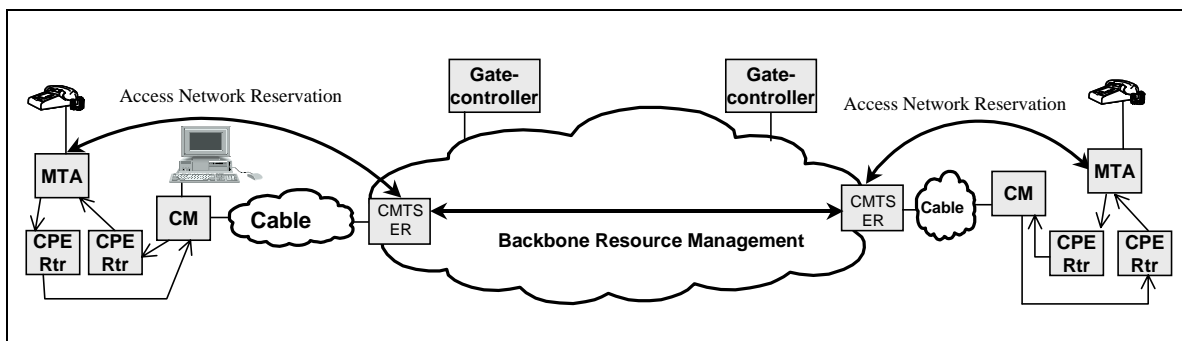 Gate-
controller
Gate-
controller
Access Network Reservation
Access Network Reservation
MTA
MTA
CM
Cable
CMTS
ER
CMTS
ER
Cable
CM
Backbone Resource Management
CPE
Rtr
CPE
Rtr
CPE
Rtr
CPE
Rtr